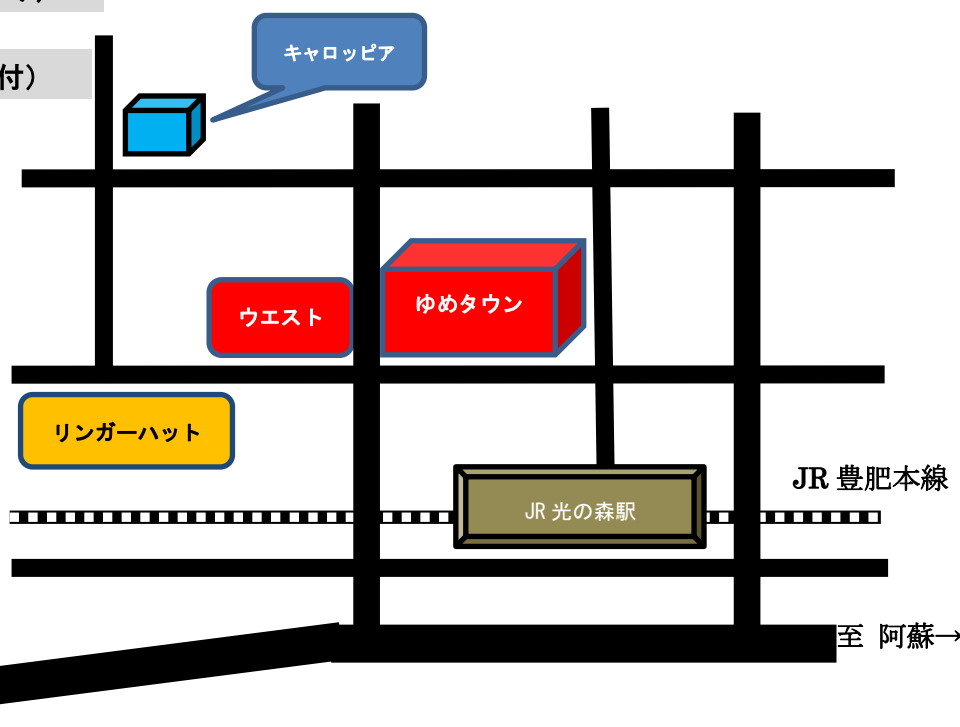 キャロッピア
付）
ウエスト
ゆめタウン
リンガーハット
JR 豊肥本線
JR 光の森駅
至 阿蘇→